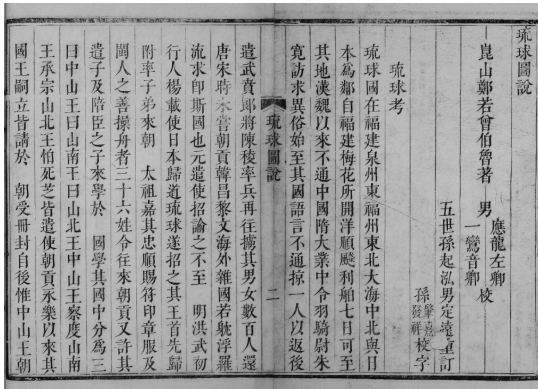 琉球圖說
崑山鄭若曾伯魯著 男 應龍左卿 一鸞音卿 校
五世孫起泓男定遠重訂
孫 肇嘉 發祥 校字
琉球考
琉球國在福建泉州東福州東北大海中北與日
本為鄰自福建梅花所開洋順颷利舶七日可至
其地漢魏以來不通中國隋大業中令羽騎尉朱
寬訪求異俗始至其國語言不通掠一人以返後
琉球圖說 二
遣武賁郎將陳稜率兵再往擄其男女數百人還
唐宋時未嘗朝貢韓昌黎文海外雜國若躭浮羅
流求即斯國也元遣使招諭之不至 明洪武初
行人楊載使日本歸道琉球遂招之其王首先歸
附率子弟來朝 太祖嘉其忠順賜符印章服及
閩人之善操舟者三十六姓令往來朝貢又許其
遣子及陪臣之子來學於 國學其國中分為三
曰中山王曰山南王曰山北王中山王察度山南
王承宗山北王怕死芝皆遣使朝貢永樂以來其
國王嗣立皆請於 朝受冊封自後惟中山王朝